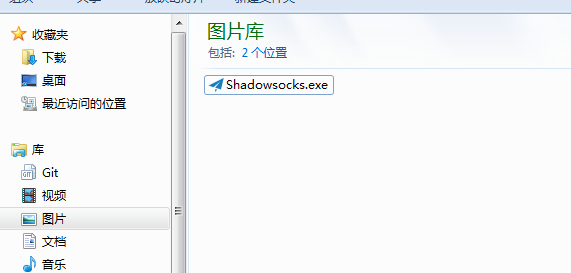 收藏夹
下载
桌面
最近访问的位置
库
Git
视频
图片
文档
音乐
图片库
包括: 2 个位置
Shadowsocks.exe